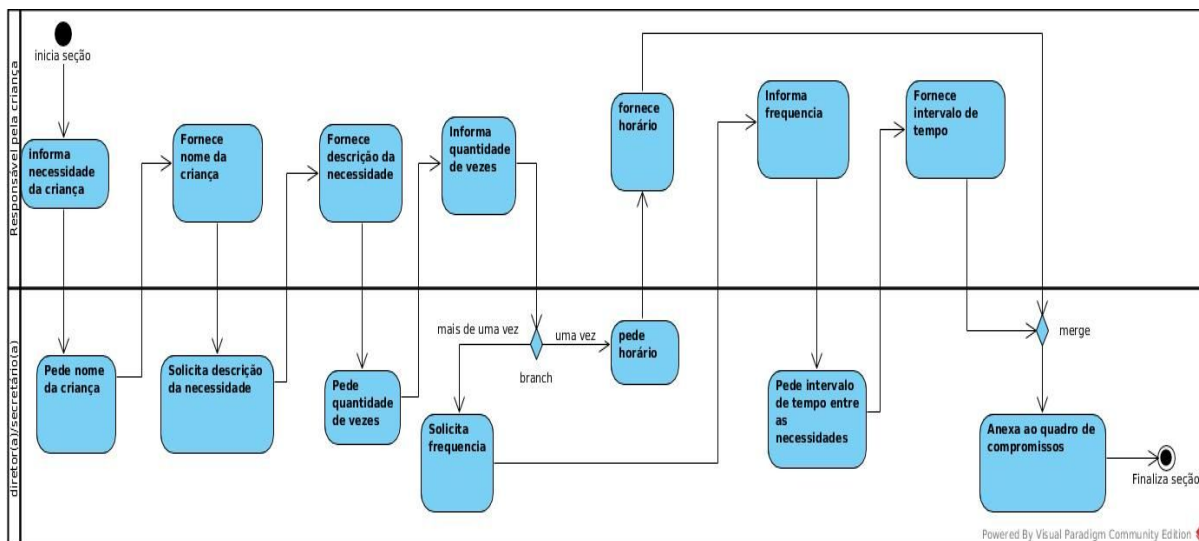 Responsável pela criança
inicia seção
informa
necessidade
da criança
Fornece
nome da
criança
Fornece
descrição da
necessidade
Informa
quantidade
de vezes
fornece
horário
Informa
frequencia
Fornece
intervalo de
tempo
diretor(a)/secretário(a)
Pede nome
da criança
Solicita descrição
da necessidade
Pede
quantidade
de vezes
mais de uma vez
uma vez
branch
Solicita
frequencia
pede
horário
Pede intervalo
de tempo entre
as
necessidades
merge
Anexa ao quadro de
compromissos
Finaliza seção
Powered By Visual Paradigm Community Edition